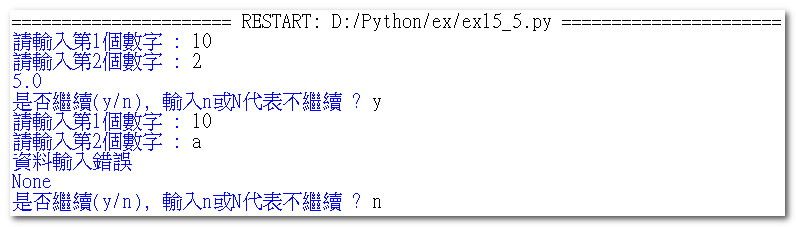 ====================== RESTART: D:/Python/ex/ex15_5.py ======================
請輸入第1個數字 : 10
請輸入第2個數字 : 2
5.0
是否繼續(y/n), 輸入n或N代表不繼續 ? y
請輸入第1個數字 : 10
請輸入第2個數字 : a
資料輸入錯誤
None
是否繼續(y/n), 輸入n或N代表不繼續 ? n